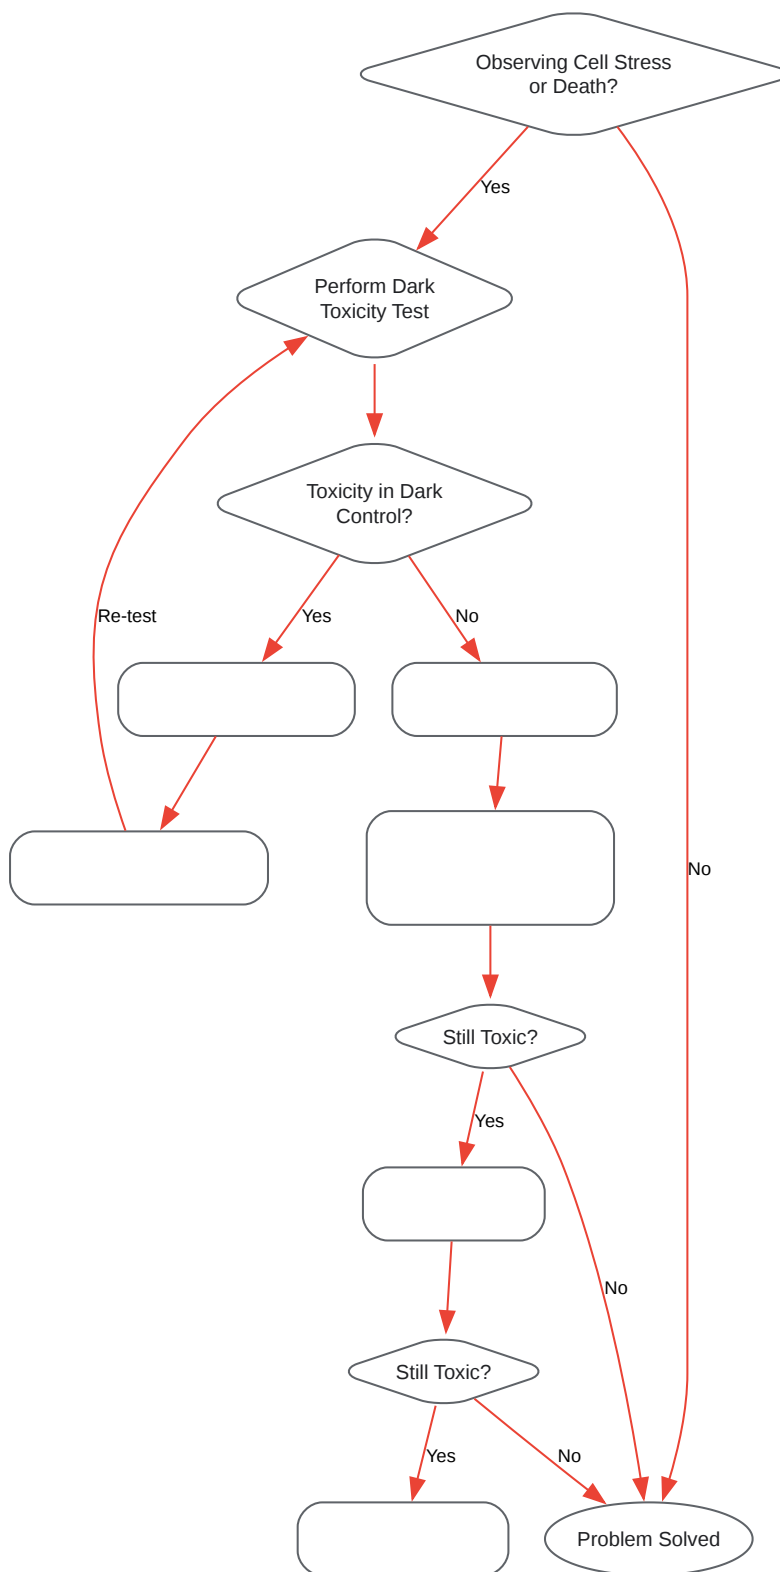 Observing Cell Stress
or Death?
Yes
Perform Dark
Toxicity Test
Toxicity in Dark
Control?
Re-test
Yes
No
No
Still Toxic?
Yes
No
Still Toxic?
Yes
No
Problem Solved